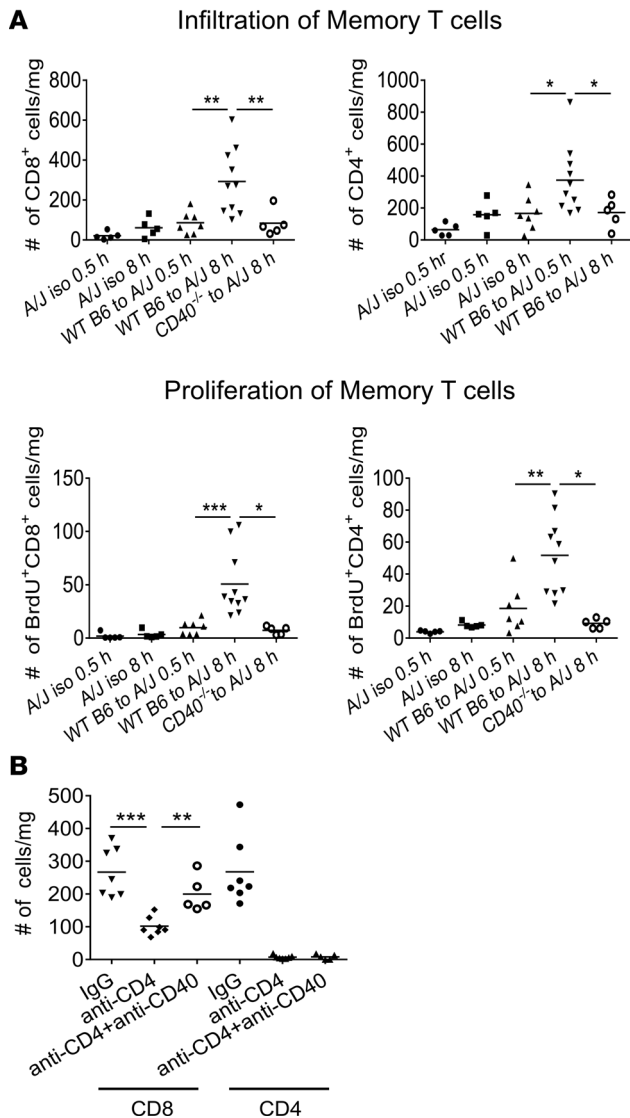 A
Infiltration of Memory T cells
# of CD8+ cells/mg
800
600
400
200
0
** **
A/J iso 0.5 h
A/J iso 8 h
WT B6 to A/J 0.5 h
WT B6 to A/J 8 h
CD40-/- to A/J 8 h
# of CD4+ cells/mg
1000
800
600
400
200
0
* *
A/J iso 0.5 hr
A/J iso 0.5 h
A/J iso 8 h
WT B6 to A/J 0.5 h
WT B6 to A/J 8 h
Proliferation of Memory T cells
# of BrdU+CD8+ cells/mg
150
100
50
0
*** *
A/J iso 0.5 h
A/J iso 8 h
WT B6 to A/J 0.5 h
WT B6 to A/J 8 h
CD40-/- to A/J 8 h
# of BrdU+CD4+ cells/mg
100
80
60
40
20
0
** *
A/J iso 0.5 h
A/J iso 8 h
WT B6 to A/J 0.5 h
WT B6 to A/J 8 h
CD40-/- to A/J 8 h
B
# of cells/mg
500
400
300
200
100
0
*** **
IgG
anti-CD4
anti-CD4+anti-CD40
IgG
anti-CD4
anti-CD4+anti-CD40
CD8
CD4